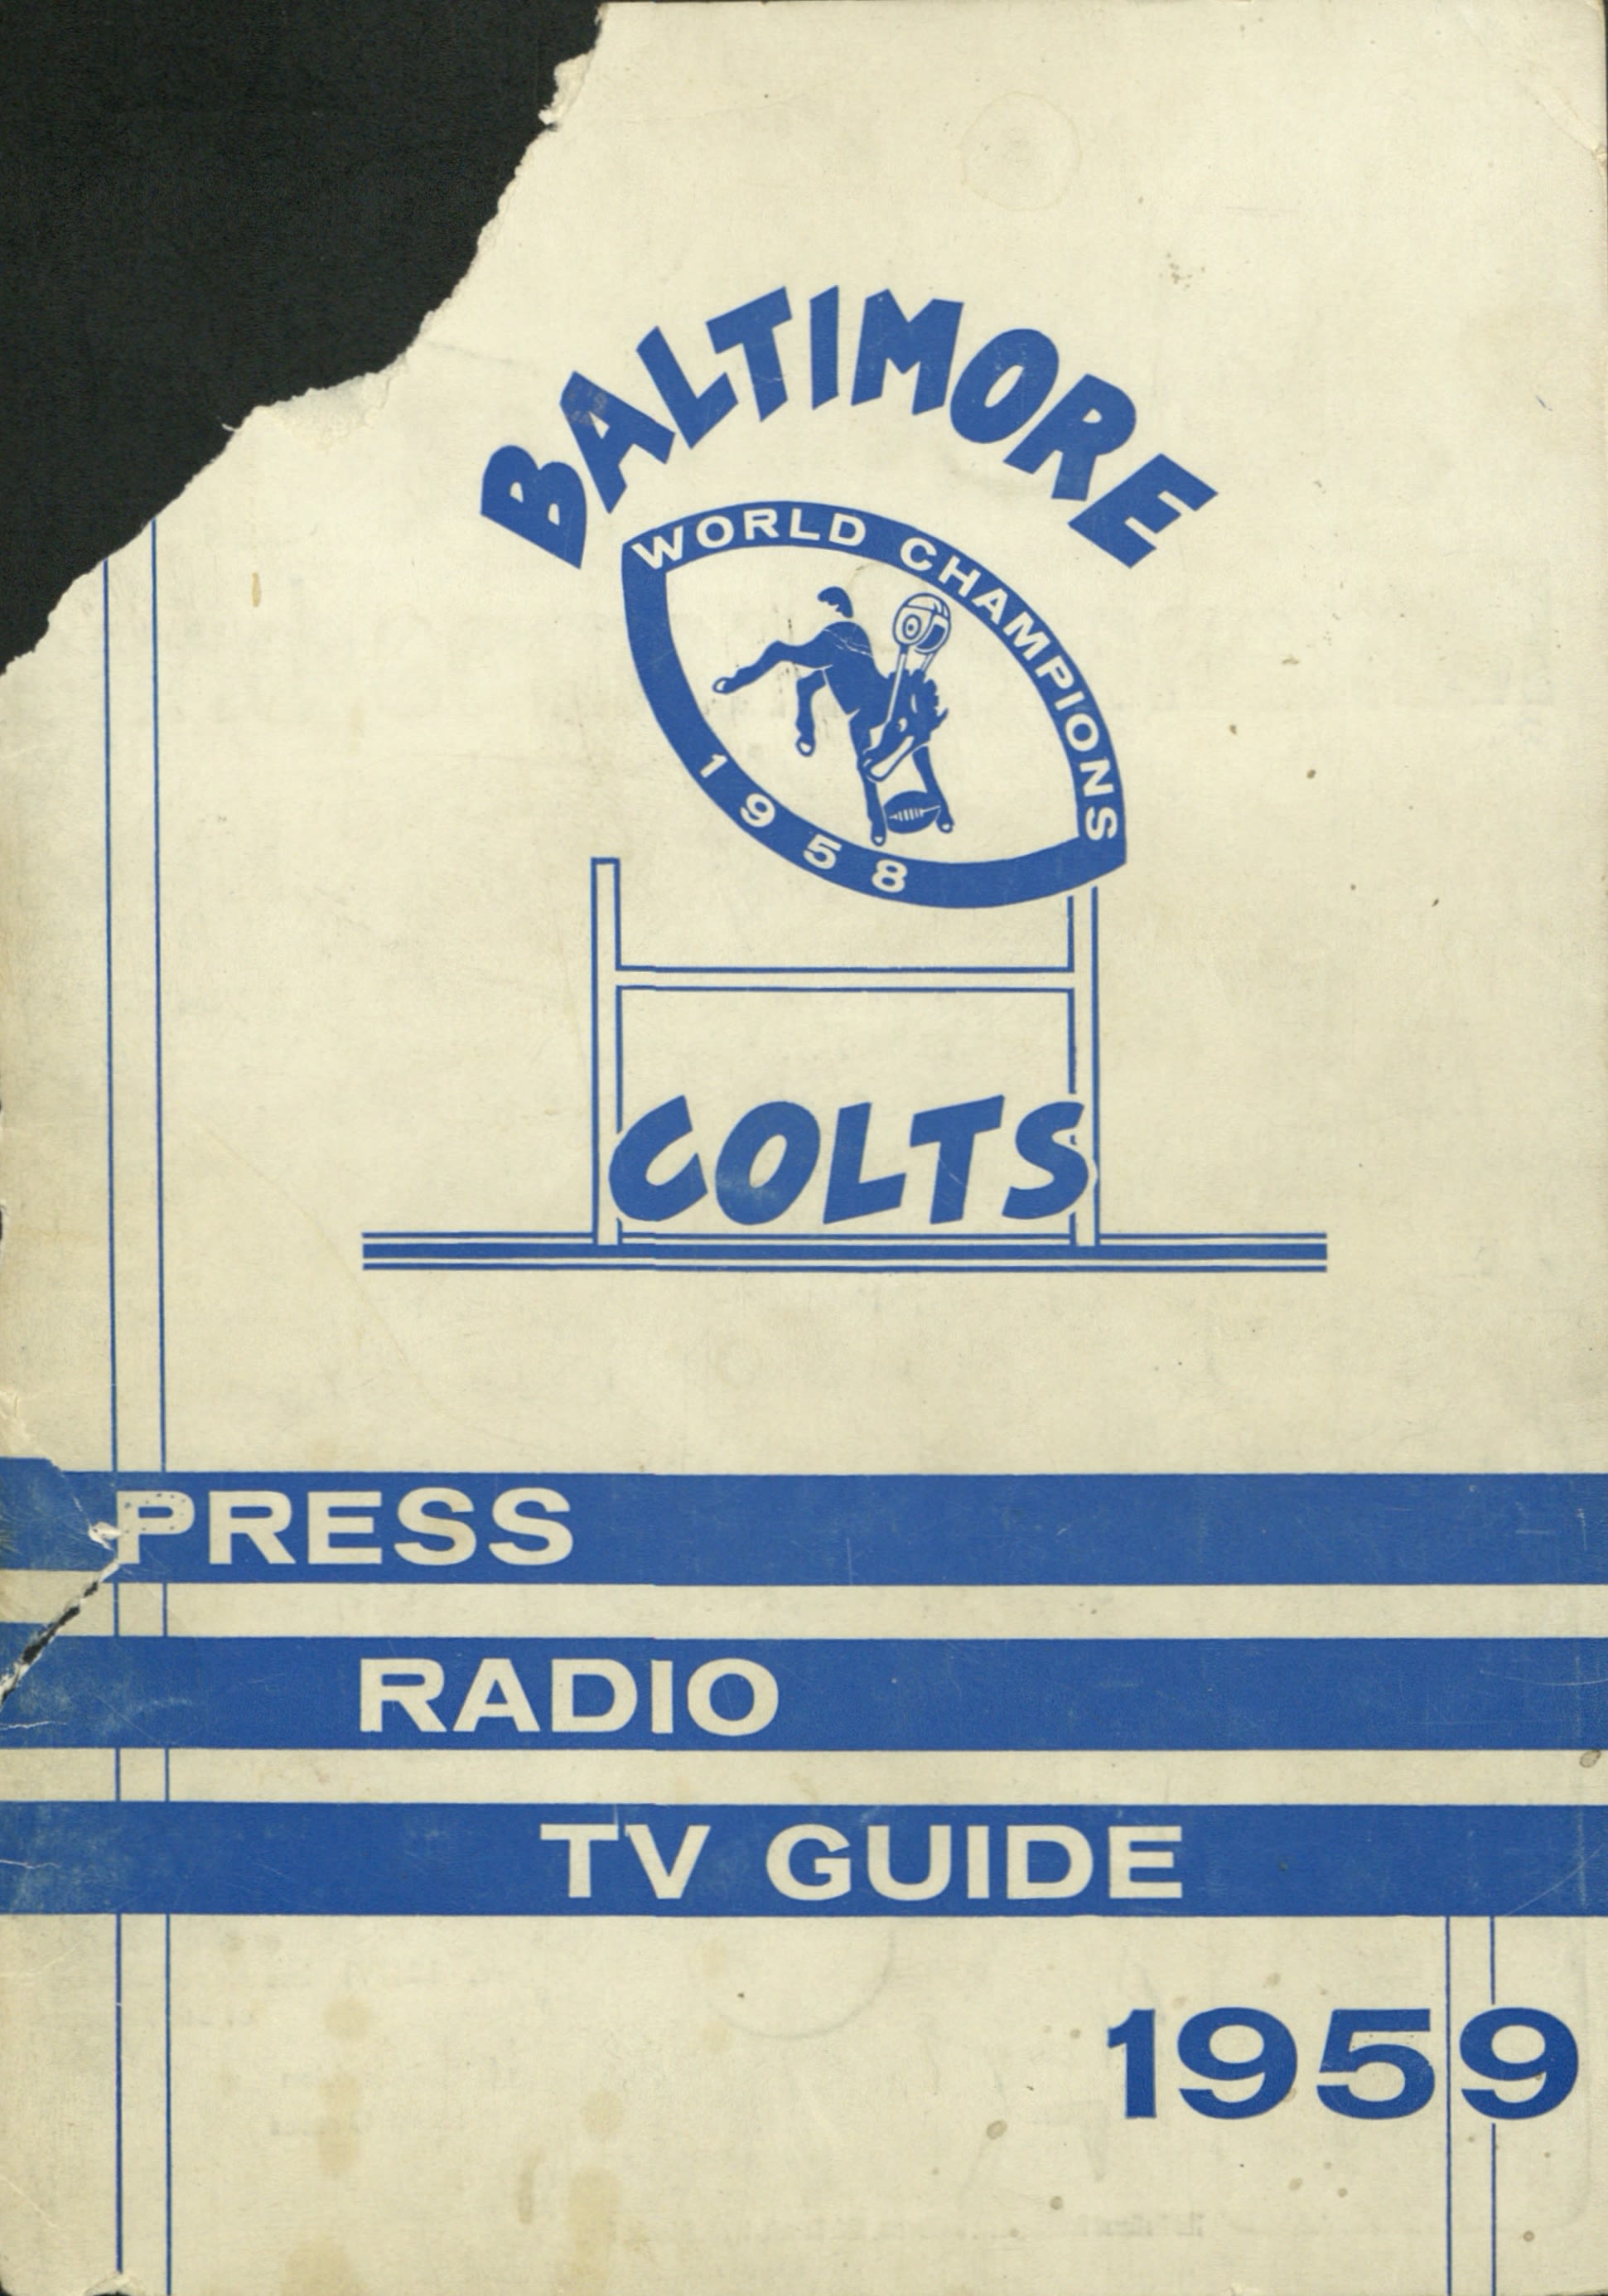 BALTIMORE
WORLD CHAMPIONS
1958
COLTS
PRESS
RADIO
TV GUIDE
1959